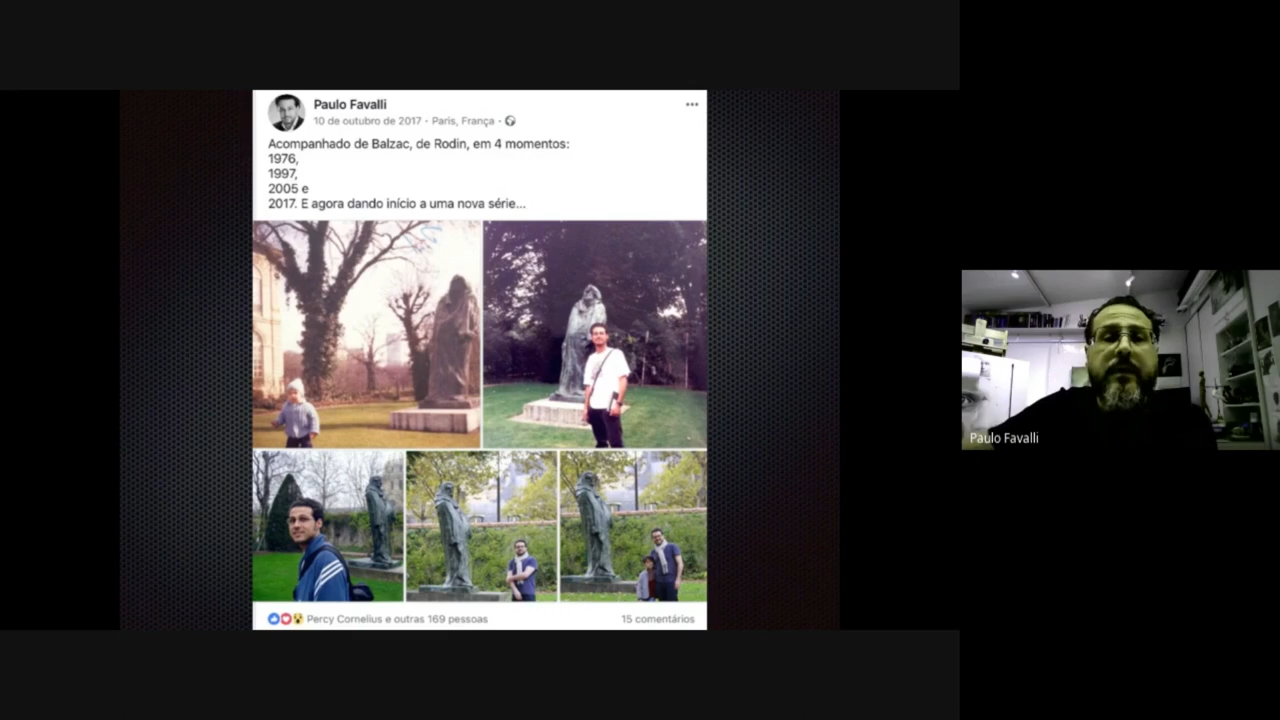 Paulo Favalli
10 de outubro de 2017 · Paris, França ·
Acompanhado de Balzac, de Rodin, em 4 momentos:
1976,
1997,
2005 e
2017. E agora dando início a uma nova série...
Percy Cornelius e outras 169 pessoas
15 comentários
Paulo Favalli